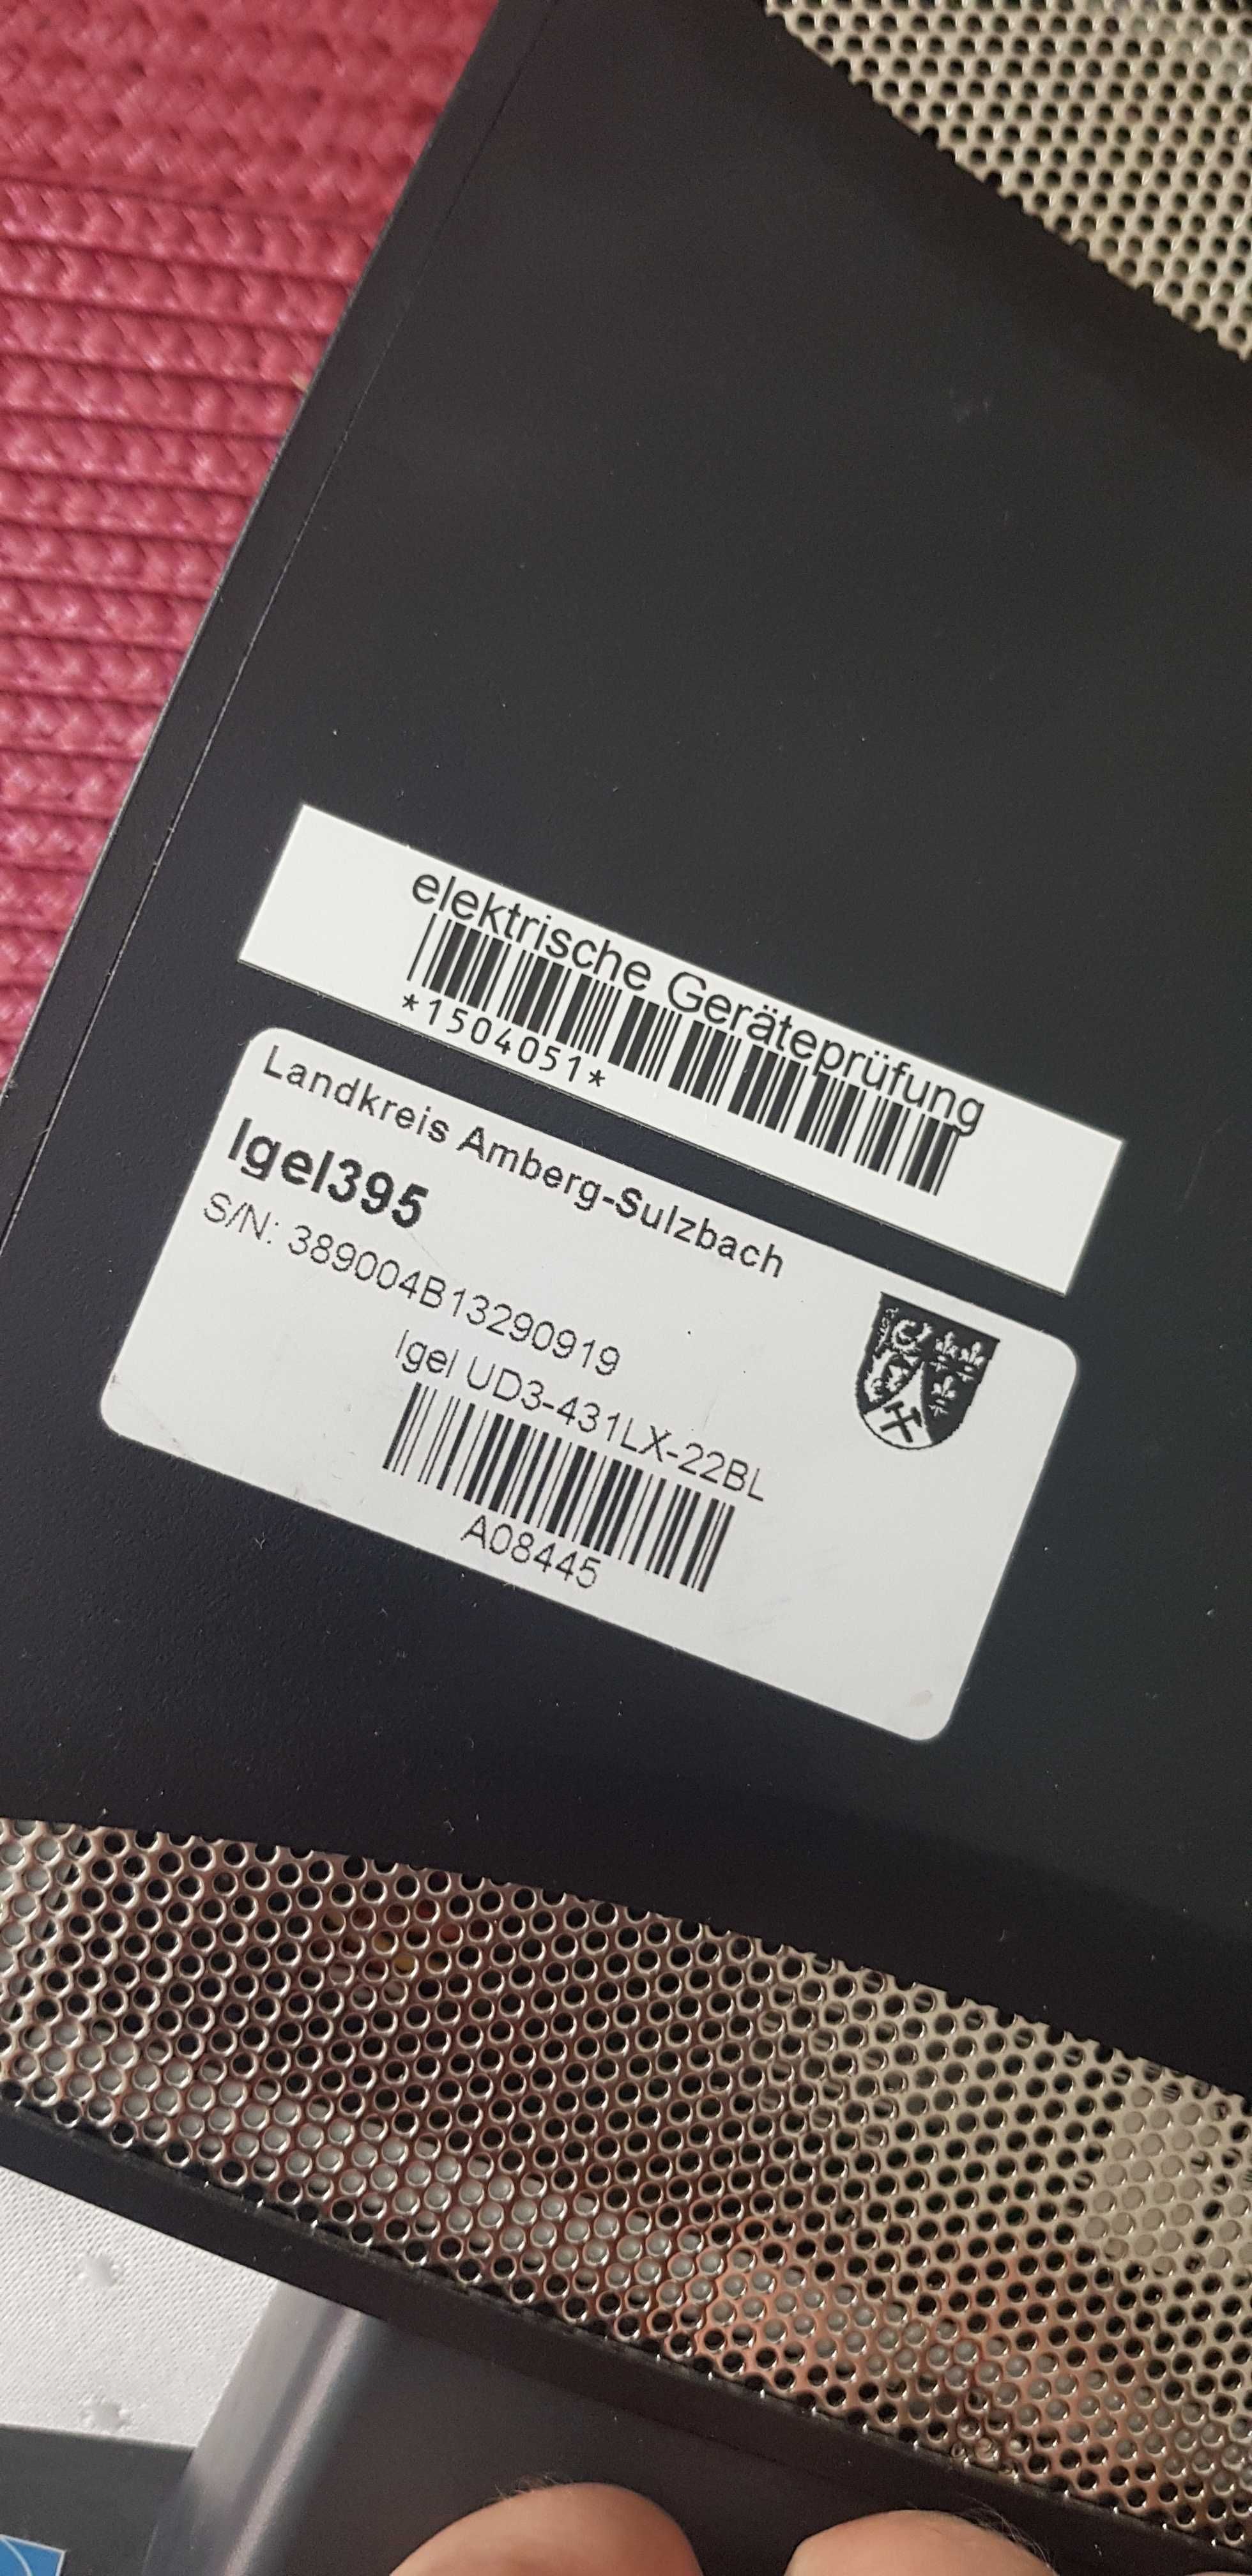 elektrische Geräteprüfung
*1504051*
Landkreis Amberg-Sulzbach
Igel395
S/N: 389004B13290919
Igel UD3-431LX-22BL
A08445